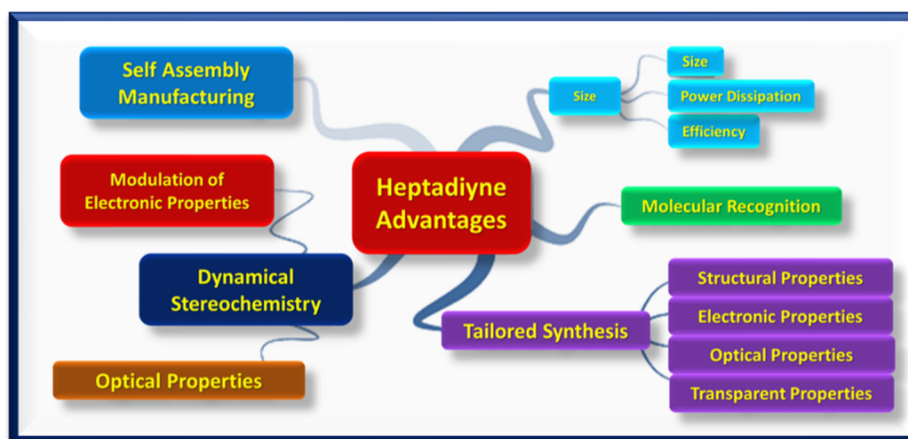 Self Assembly
Manufacturing
Modulation of
Electronic Properties
Dynamical
Stereochemistry
Optical Properties
Heptadiyne
Advantages
Size
Size
Power Dissipation
Efficiency
Molecular Recognition
Tailored Synthesis
Structural Properties
Electronic Properties
Optical Properties
Transparent Properties